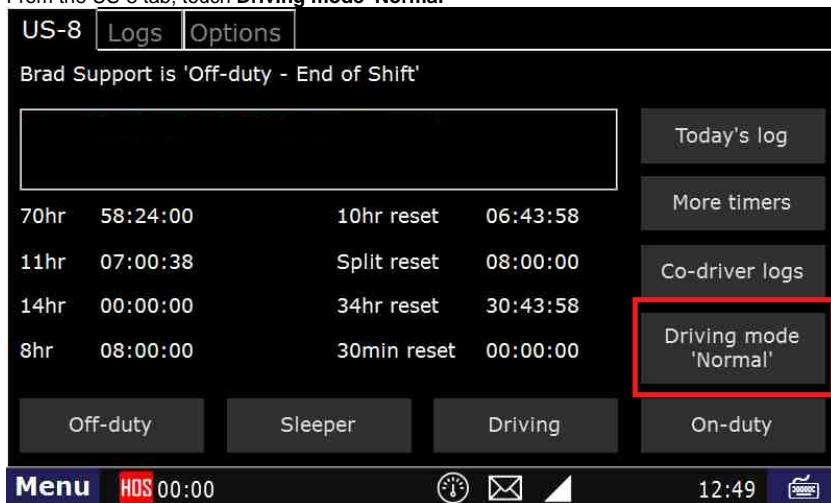 From the US-8 tab, touch Driving mode 'Normal'
US-8 Logs Options
Brad Support is 'Off-duty - End of Shift'
Today's log
More timers
70hr 58:24:00 10hr reset 06:43:58
11hr 07:00:38 Split reset 08:00:00
Co-driver logs
14hr 00:00:00 34hr reset 30:43:58
8hr 08:00:00 30min reset 00:00:00
Driving mode
'Normal'
Off-duty Sleeper Driving On-duty
Menu HOS 00:00 12:49